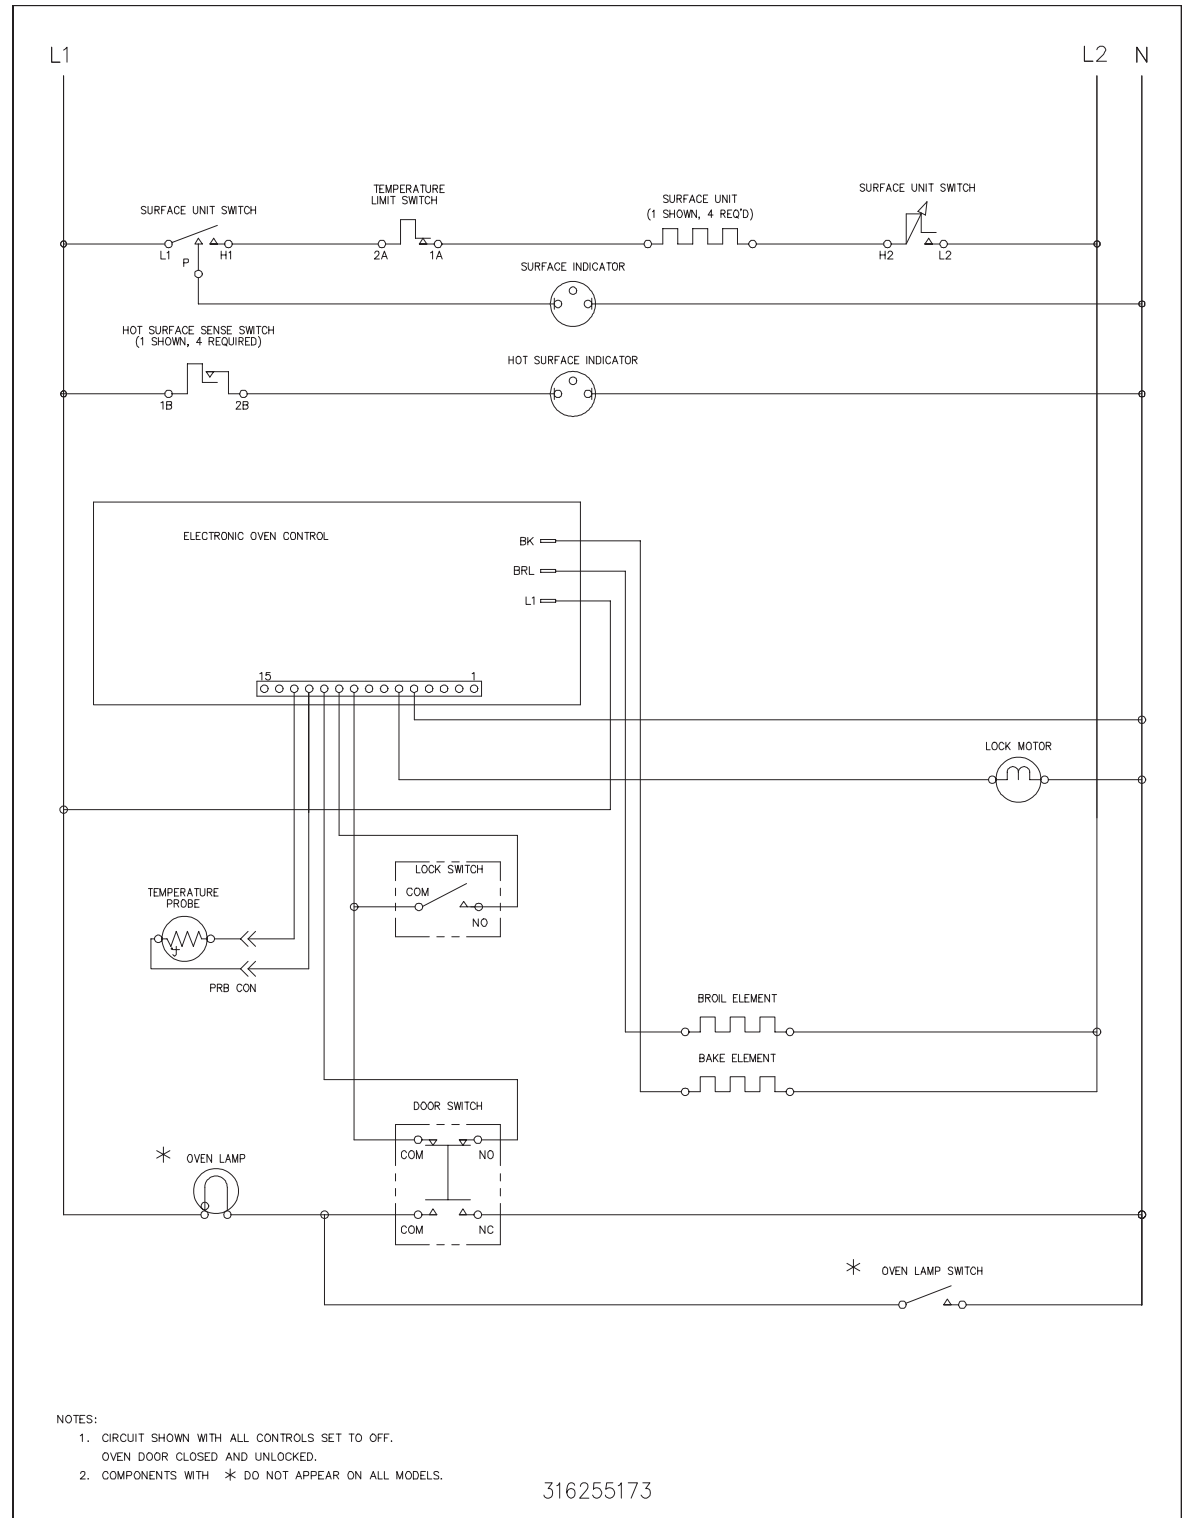 L1
L2 N
SURFACE UNIT SWITCH
TEMPERATURE
LIMIT SWITCH
SURFACE UNIT
(1 SHOWN, 4 REQ'D)
SURFACE UNIT SWITCH
L1
H1
2A
1A
H2
L2
P
SURFACE INDICATOR
HOT SURFACE SENSE SWITCH
(1 SHOWN, 4 REQUIRED)
HOT SURFACE INDICATOR
1B
2B
ELECTRONIC OVEN CONTROL
BK
BRL
L1
15
1
LOCK MOTOR
LOCK SWITCH
COM
NO
TEMPERATURE
PROBE
PRB CON
BROIL ELEMENT
BAKE ELEMENT
DOOR SWITCH
COM
NO
* OVEN LAMP
COM
NC
* OVEN LAMP SWITCH
NOTES:
1. CIRCUIT SHOWN WITH ALL CONTROLS SET TO OFF.
OVEN DOOR CLOSED AND UNLOCKED.
2. COMPONENTS WITH * DO NOT APPEAR ON ALL MODELS.
316255173